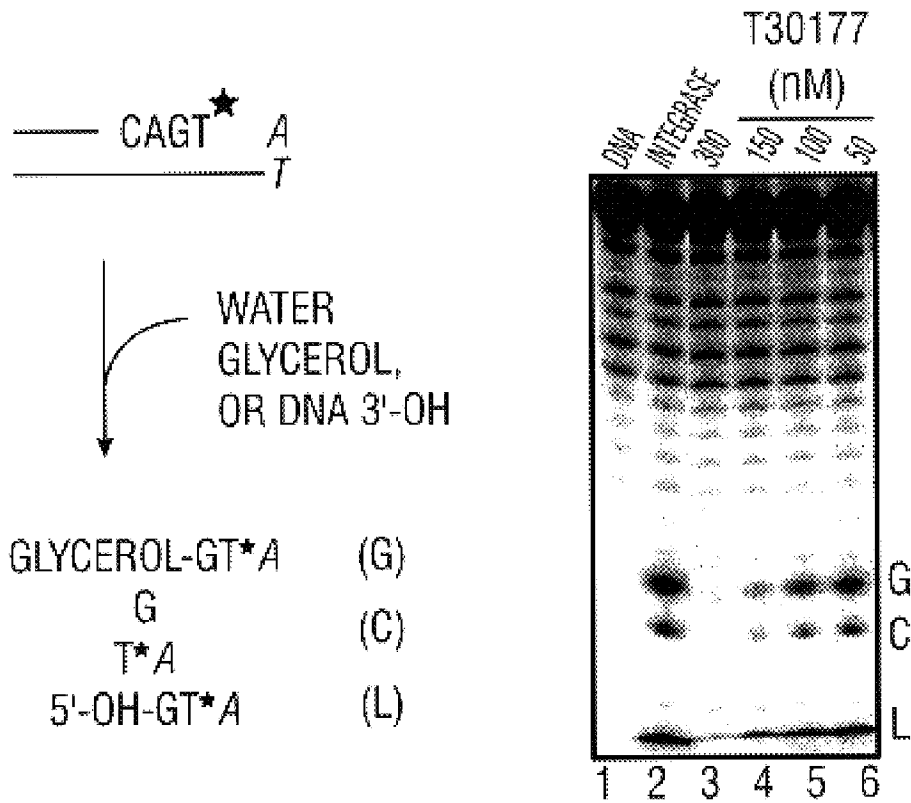 CAGT★ A
T
WATER
GLYCEROL,
OR DNA 3'-OH
GLYCEROL-GT★A (G)
G
T★A (C)
5'-OH-GT★A (L)
T30177
(nM)
DNA INTEGRASE 300 150 100 50
G
C
L
1 2 3 4 5 6